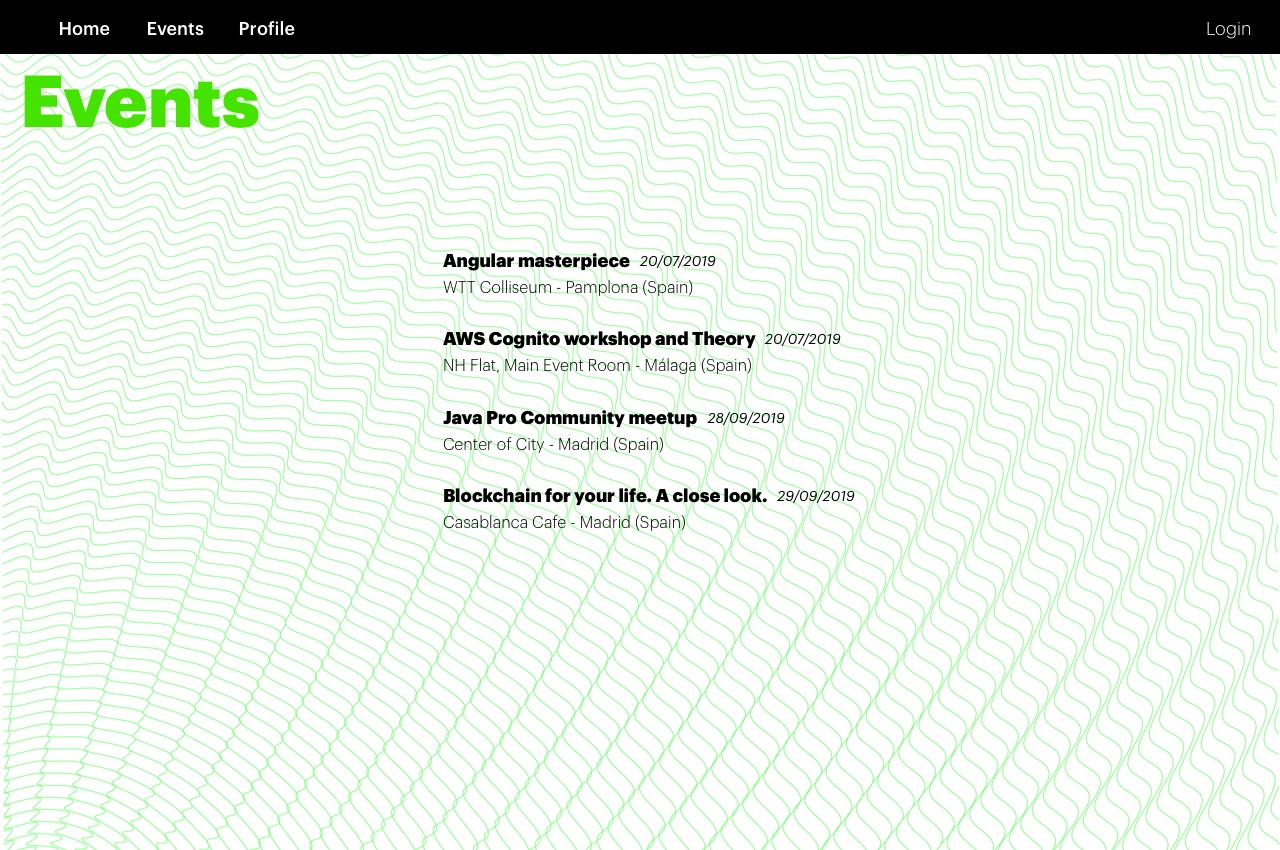 Home Events Profile Login
Events
Angular masterpiece 20/07/2019
WTT Colliseum - Pamplona (Spain)
AWS Cognito workshop and Theory 20/07/2019
NH Flat, Main Event Room - Málaga (Spain)
Java Pro Community meetup 28/09/2019
Center of City - Madrid (Spain)
Blockchain for your life. A close look. 29/09/2019
Casablanca Cafe - Madrid (Spain)